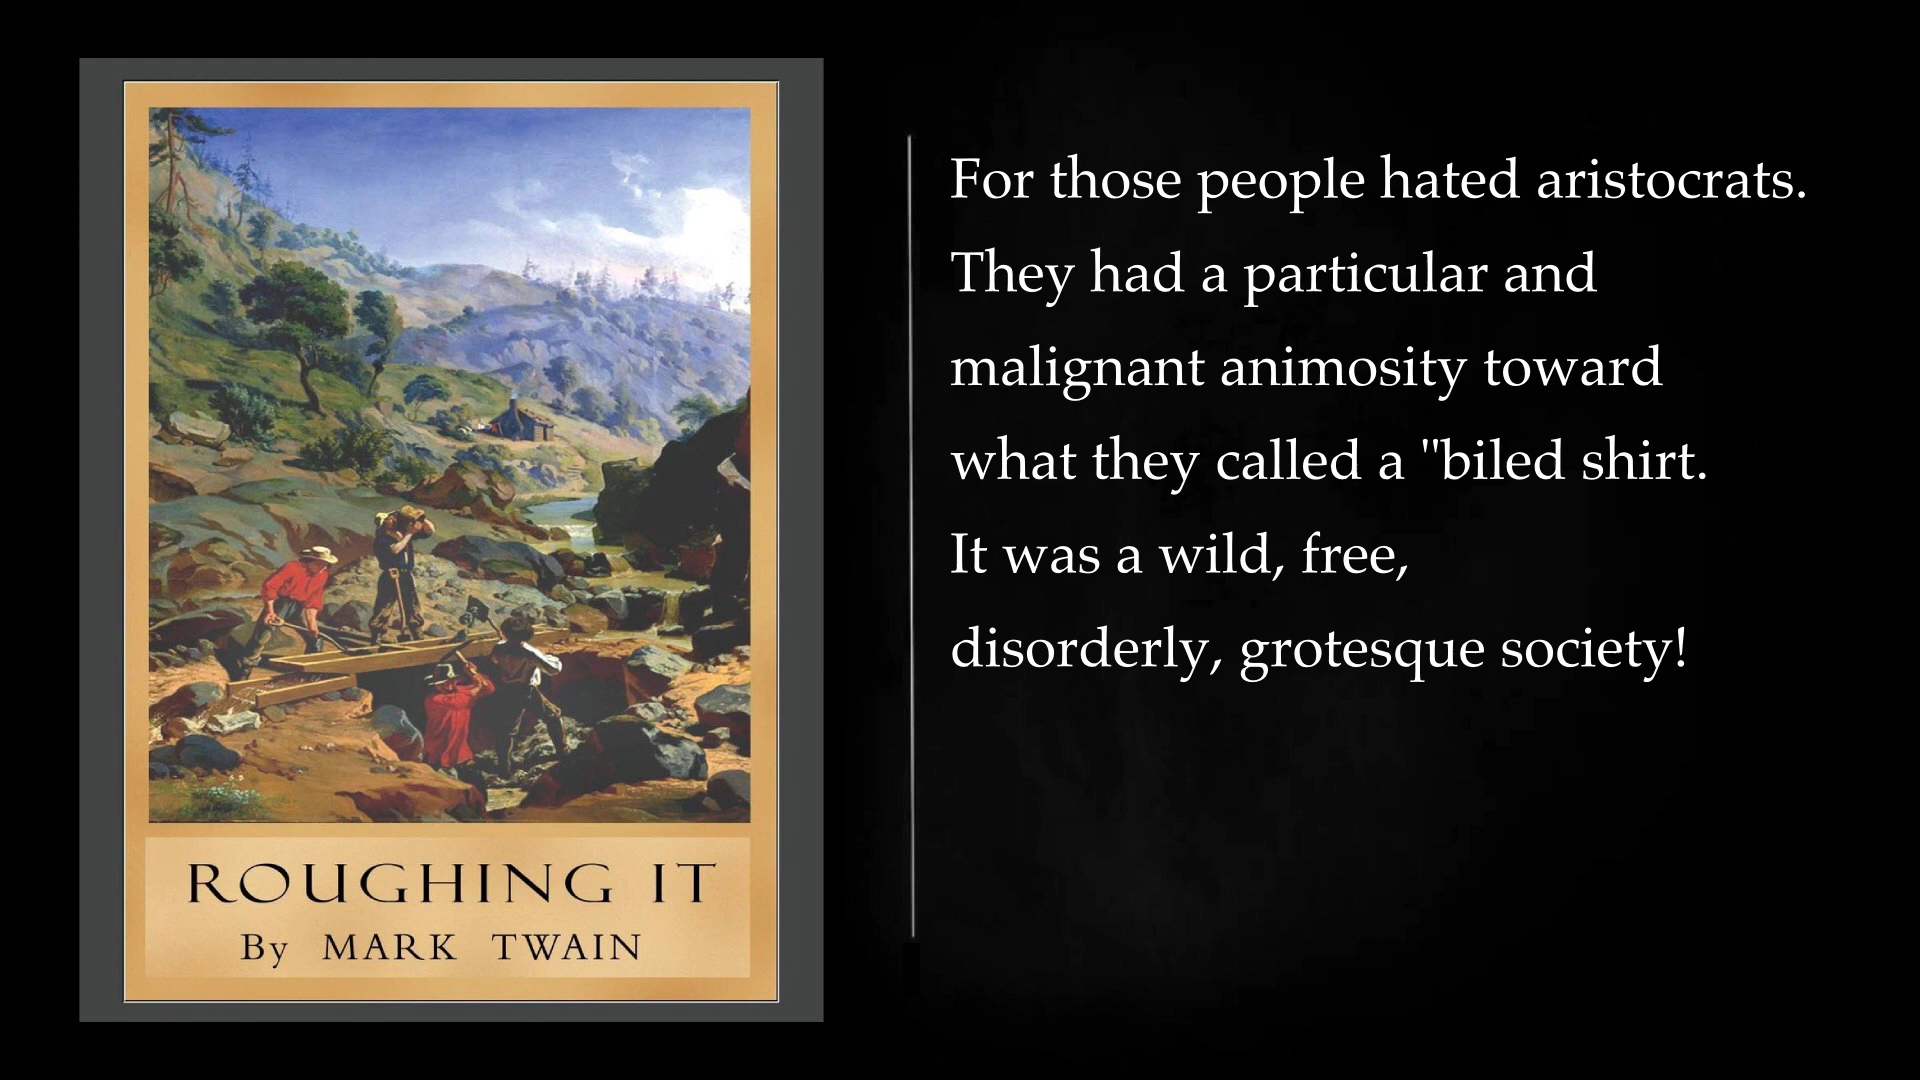 For those people hated aristocrats.
They had a particular and
malignant animosity toward
what they called a "biled shirt.
It was a wild, free,
disorderly, grotesque society!
ROUGHING IT
By MARK TWAIN